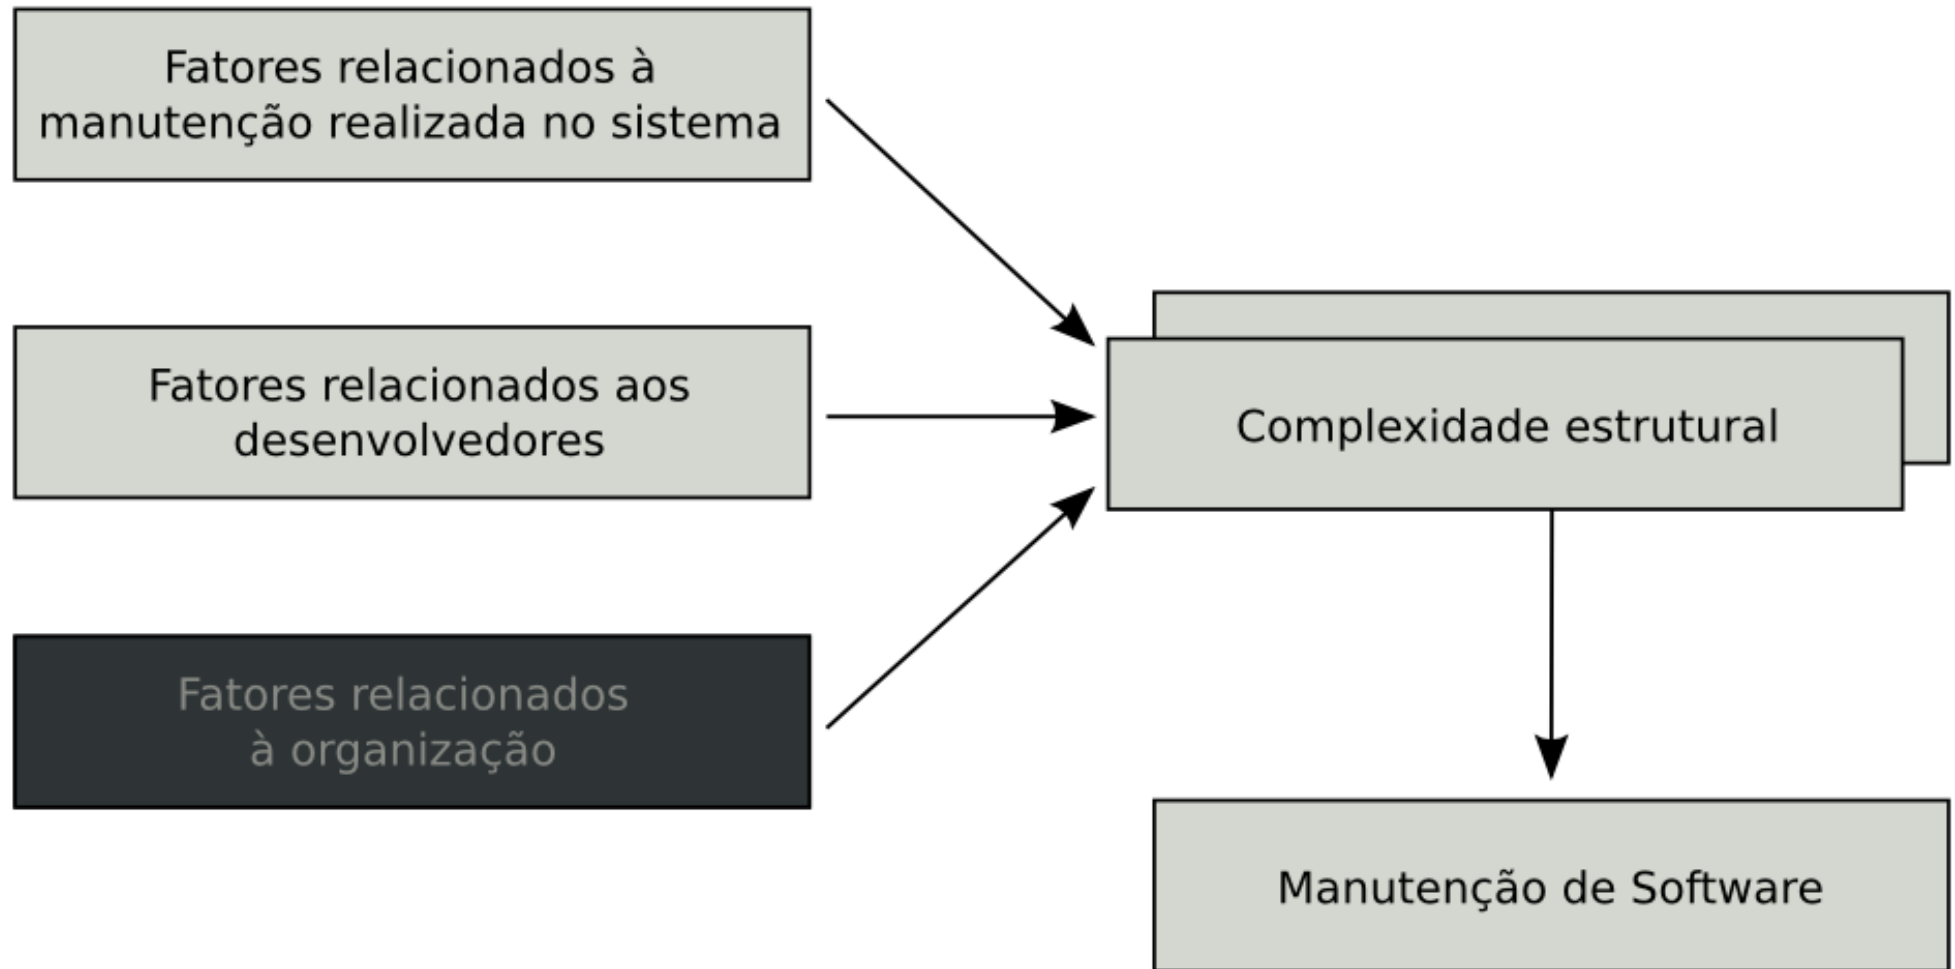 Fatores relacionados à
manutenção realizada no sistema
Fatores relacionados aos
desenvolvedores
Complexidade estrutural
Fatores relacionados
à organização
Manutenção de Software